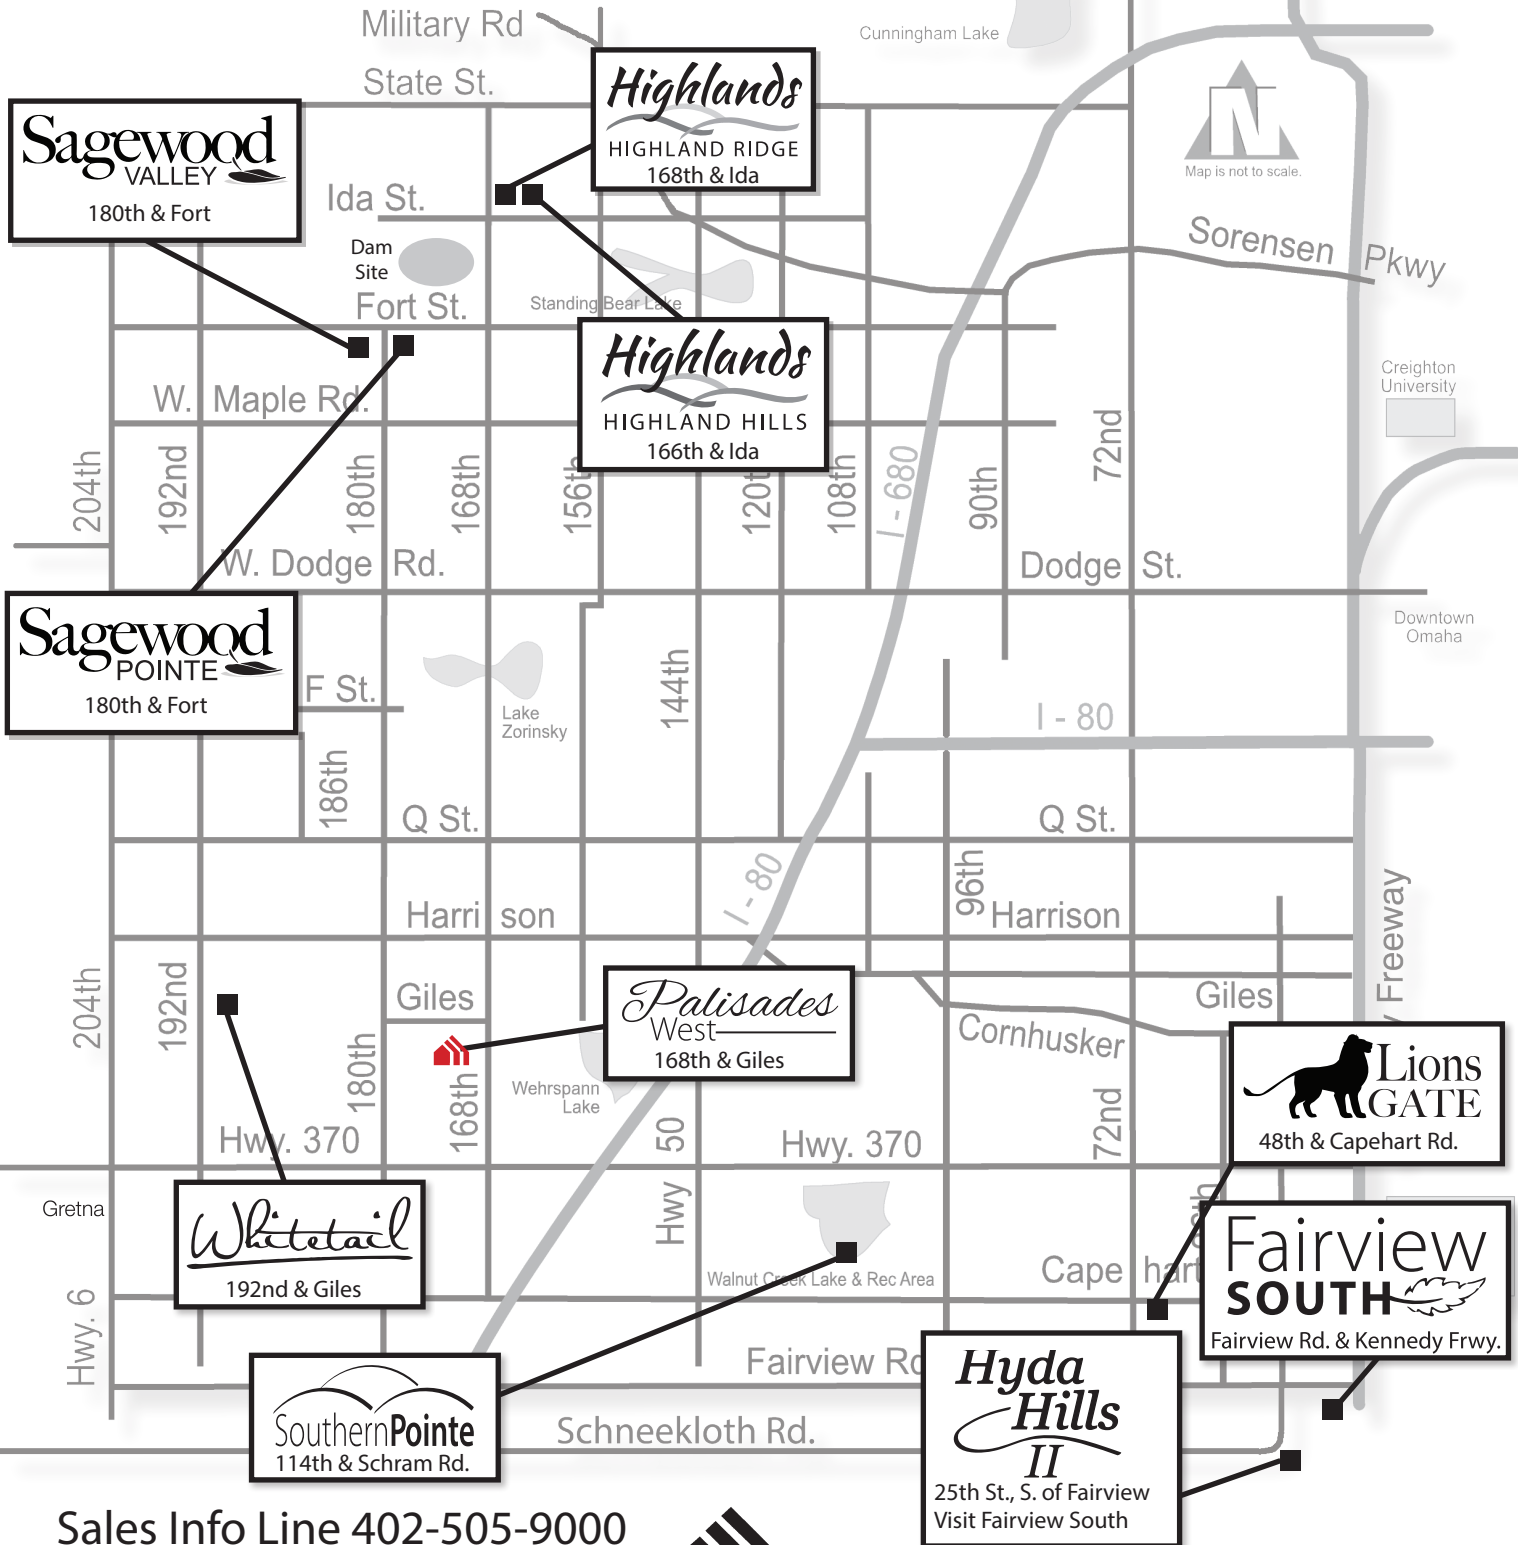 Military Rd
Cunningham Lake
State St.
Highlands
HIGHLAND RIDGE
168th & Ida
N
Map is not to scale.
Sagewood
VALLEY
180th & Fort
Ida St.
Dam
Site
Sorensen Pkwy
Fort St.
Standing Bear Lake
Highlands
HIGHLAND HILLS
166th & Ida
W. Maple Rd.
Creighton
University
204th
192nd
180th
168th
156th
120t
108th
I - 680
90th
72nd
W. Dodge Rd.
Dodge St.
Downtown
Omaha
Sagewood
POINTE
180th & Fort
F St.
Lake
Zorinsky
144th
I - 80
186th
Q St.
Q St.
I - 80
96th
Harri son
Harrison
Freeway
204th
192nd
Giles
Palisades
West
168th & Giles
Giles
Cornhusker
180th
168th
Wehrspann
Lake
Lions
GATE
48th & Capehart Rd.
72nd
Hwy. 370
Hwy 50
Hwy. 370
Gretna
Whitetail
192nd & Giles
Walnut Creek Lake & Rec Area
Cape hart
Fairview
SOUTH
Fairview Rd. & Kennedy Frwy.
Hwy. 6
Fairview Rd
SouthernPointe
114th & Schram Rd.
Schneekloth Rd.
Hyda
Hills
II
25th St., S. of Fairview
Visit Fairview South
Sales Info Line 402-505-9000